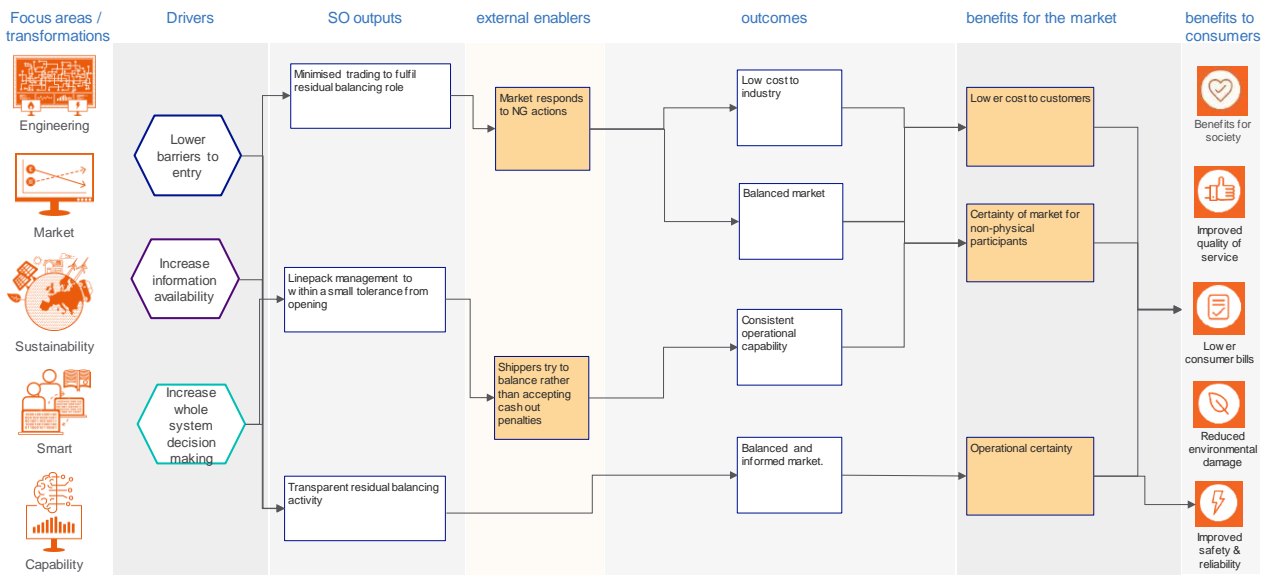 Focus areas /
transformations
Drivers
SO outputs
external enablers
outcomes
benefits for the market
benefits to
consumers
Engineering
Market
Sustainability
Smart
Capability
Lower
barriers to
entry
Increase
information
availability
Increase
whole
system
decision
making
Minimised trading to fulfil
residual balancing role
Linepack management to
within a small tolerance from
opening
Transparent residual balancing
activity
Market responds
to NG actions
Shippers try to
balance rather
than accepting
cash out
penalties
Low cost to
industry
Balanced market
Consistent
operational
capability
Balanced and
informed market.
Lower cost to customers
Certainty of market for
non-physical
participants
Operational certainty
Benefits for
society
Improved
quality of
service
Lower
consumer bills
Reduced
environmental
damage
Improved
safety &
reliability